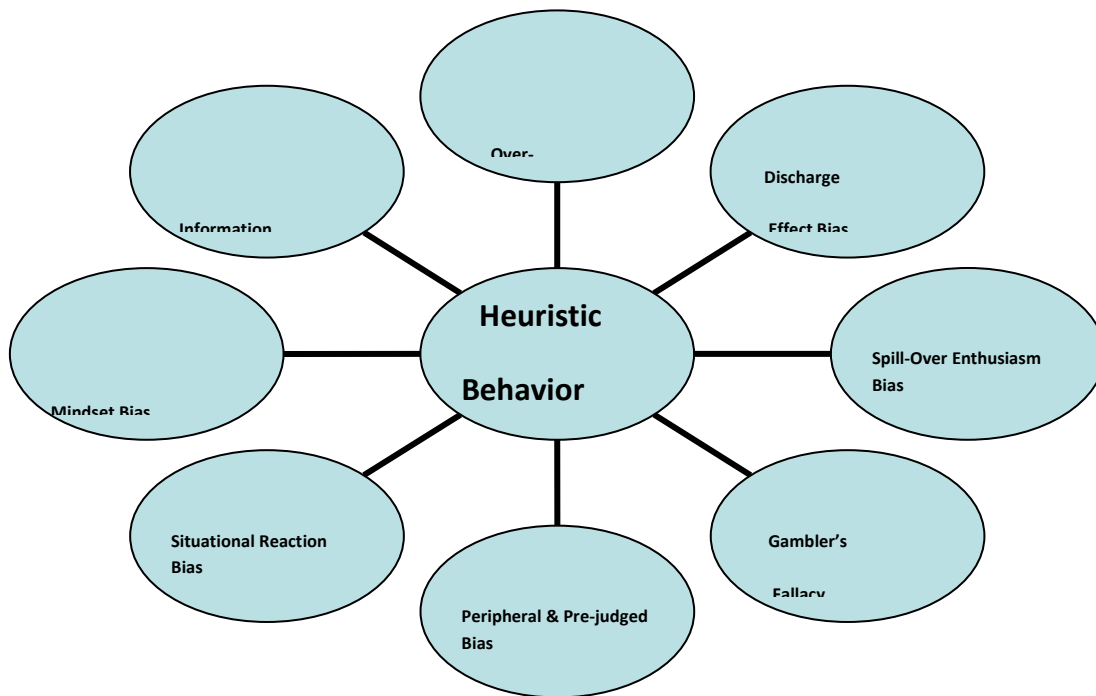 Over-
Discharge
Effect Bias
Information
Heuristic
Behavior
Spill-Over Enthusiasm
Bias
Mindset Bias
Situational Reaction
Bias
Gambler’s
Fallacy
Peripheral & Pre-judged
Bias